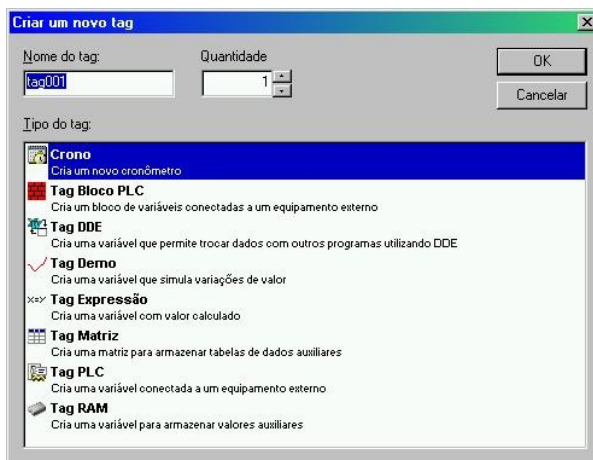 Criar um novo tag
Nome do tag:
Quantidade
tag001
1
OK
Cancelar
Tipo do tag:
Crono
Cria um novo cronômetro
Tag Bloco PLC
Cria um bloco de variáveis conectadas a um equipamento externo
Tag DDE
Cria uma variável que permite trocar dados com outros programas utilizando DDE
Tag Demo
Cria uma variável que simula variações de valor
X=Y Tag Expressão
Cria uma variável com valor calculado
Tag Matriz
Cria uma matriz para armazenar tabelas de dados auxiliares
Tag PLC
Cria uma variável conectada a um equipamento externo
Tag RAM
Cria uma variável para armazenar valores auxiliares